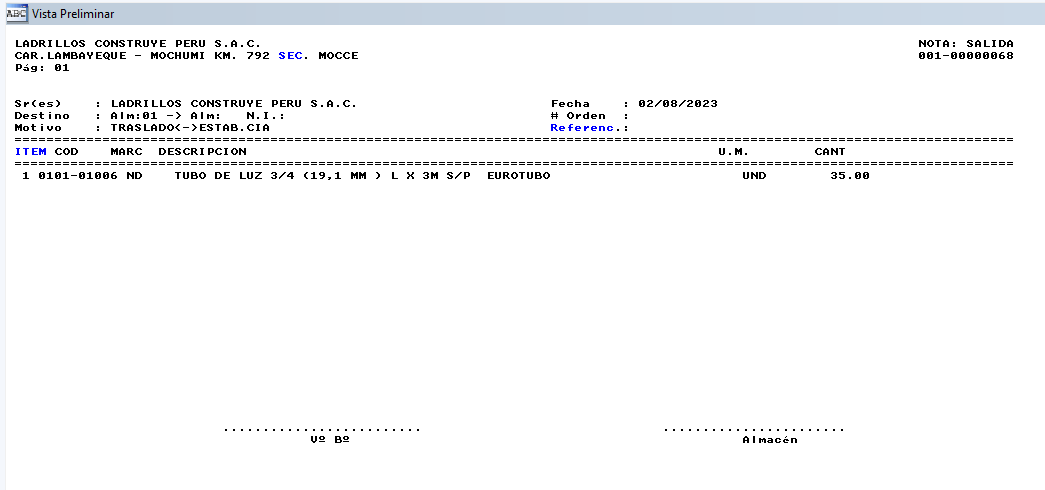 ABC Vista Preliminar
LADRILLOS CONSTRUYE PERU S.A.C. NOTA: SALIDA
CAR.LAMBAYEQUE - MOCHUMI KM. 792 SEC. MOCCE 001-00000068
Pág: 01
Sr(es) : LADRILLOS CONSTRUYE PERU S.A.C. Fecha : 02/08/2023
Destino : Alm:01 -> Alm: N.I.: # Orden :
Motivo : TRASLADO<->ESTAB.CIA Referenc.:
ITEM COD MARC DESCRIPCION U.M. CANT
1 0101-01006 ND TUBO DE LUZ 3/4 (19,1 MM ) L X 3M S/P EUROTUBO UND 35.00
Vº Bº Almacén